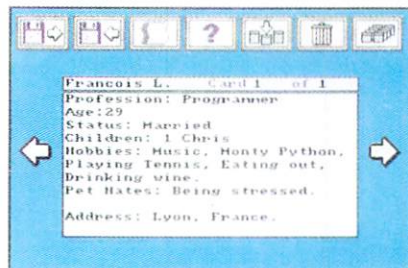 ?
Francois L. Card 1 of 1
Profession: Programmer
Age:29
Status: Married
Children: 1 Chris
Hobbies: Music, Monty Python,
Playing Tennis, Eating out,
Drinking wine.
Pet Hates: Being stressed.
Address: Lyon, France.